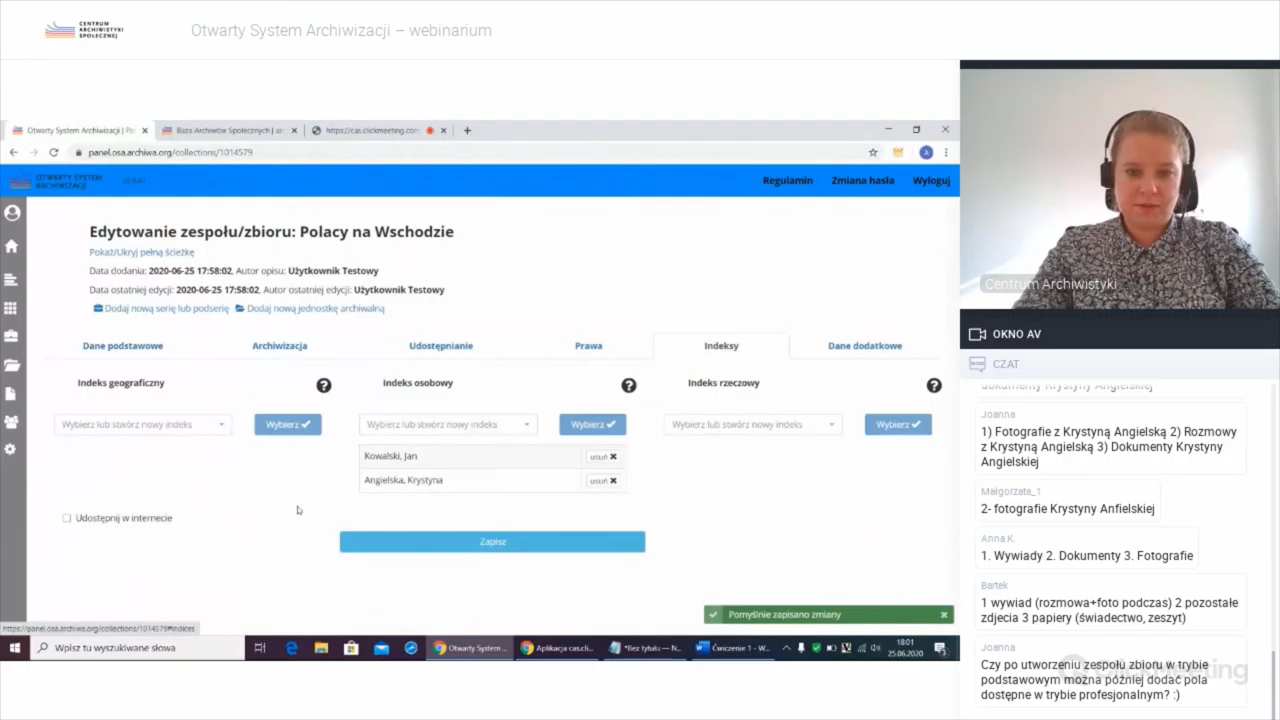 CENTRUM
ARCHIWISTYKI
SPOŁECZNEJ
Otwarty System Archiwizacji – webinarium
Otwarty System Archiwizacji | Pa
Baza Archiwów Społecznych | ar
https://cas.clickmeeting.com
panel.osa.archiwa.org/collections/1014579
A
OTWARTY SYSTEM
ARCHIWIZACJI
Regulamin
Zmiana hasła
Wyloguj
Edytowanie zespołu/zbioru: Polacy na Wschodzie
Pokaż/Ukryj pełną ścieżkę
Data dodania: 2020-06-25 17:58:02, Autor opisu: Użytkownik Testowy
Data ostatniej edycji: 2020-06-25 17:58:02, Autor ostatniej edycji: Użytkownik Testowy
Dodaj nową serię lub podserię Dodaj nową jednostkę archiwalną
Dane podstawowe
Archiwizacja
Udostępnianie
Prawa
Indeksy
Dane dodatkowe
Indeks geograficzny
Indeks osobowy
Indeks rzeczowy
Wybierz lub stwórz nowy indeks
Wybierz
Wybierz lub stwórz nowy indeks
Wybierz
Wybierz lub stwórz nowy indeks
Wybierz
Kowalski, Jan
usuń
Angielska, Krystyna
usuń
Udostępnij w internecie
Zapisz
Pomyślnie zapisano zmiany
https://panel.osa.archiwa.org/collections/1014579#indices
Wpisz tu wyszukiwane słowa
Otwarty System...
Aplikacja cas.cli...
*Bez tytułu — N...
Ćwiczenie 1 - W...
18:01
25.06.2020
Centrum Archiwistyki ...
OKNO AV
CZAT
dokumenty Krystyny Angielskiej
Joanna
1) Fotografie z Krystyną Angielską 2) Rozmowy
z Krystyną Angielską 3) Dokumenty Krystyny
Angielskiej
Małgorzata_1
2- fotografie Krystyny Anfielskiej
Anna K.
1. Wywiady 2. Dokumenty 3. Fotografie
Bartek
1 wywiad (rozmowa+foto podczas) 2 pozostałe
zdjecia 3 papiery (świadectwo, zeszyt)
Joanna
Czy po utworzeniu zespołu zbioru w trybie
podstawowym można później dodać pola
dostępne w trybie profesjonalnym? :)
ClickMeeting